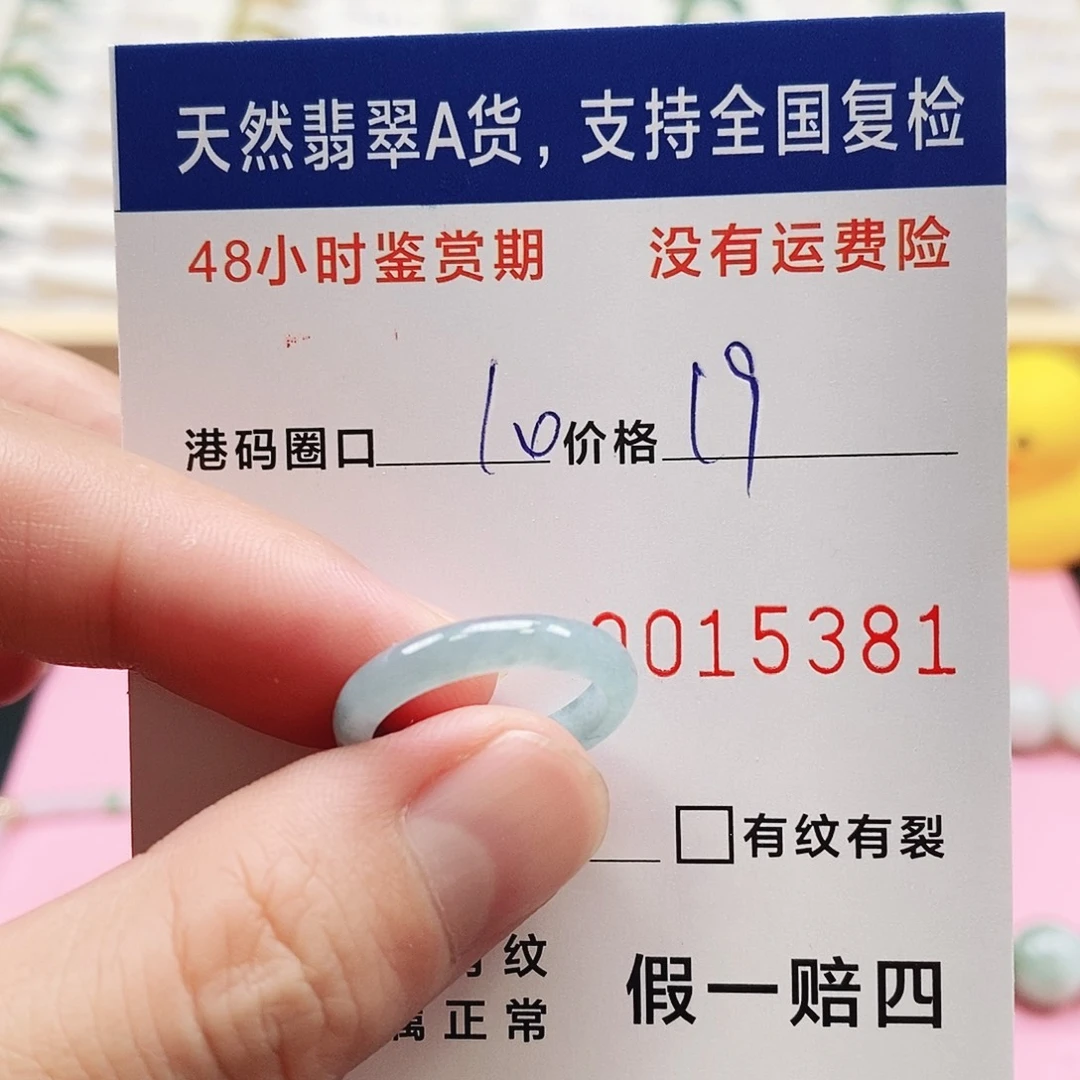 天然翡翠A货，支持全国复检
48小时鉴赏期 没有运费险
港码圈口 10 价格 19
0015381
有纹有裂
纹
属正常
假一赔四